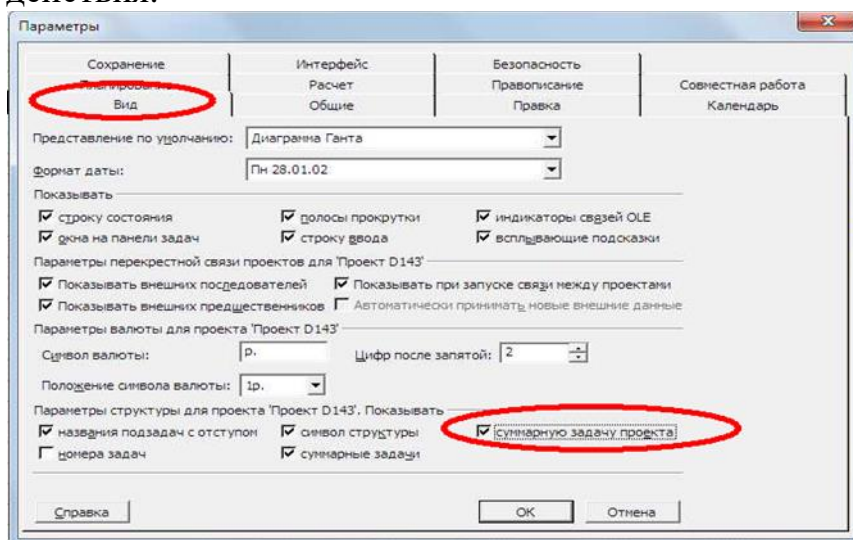 действия.
Параметры
Сохранение Интерфейс Безопасность
Планирование Расчет Правописание Совместная работа
Вид Общие Правка Календарь
Представление по умолчанию: Диаграмма Ганта
Формат даты: Пн 28.01.02
Показывать
строку состояния полосы прокрутки индикаторы связей OLE
окна на панели задач строку ввода всплывающие подсказки
Параметры перекрестной связи проектов для 'Проект D143'
Показывать внешних последователей Показывать при запуске связи между проектами
Показывать внешних предшественников Автоматически принимать новые внешние данные
Параметры валюты для проекта 'Проект D143'
Символ валюты: р. Цифр после запятой: 2
Положение символа валюты: 1р.
Параметры структуры для проекта 'Проект D143'. Показывать
названия подзадач с отступом символ структуры суммарную задачу проекта
номера задач суммарные задачи
Справка ОК Отмена